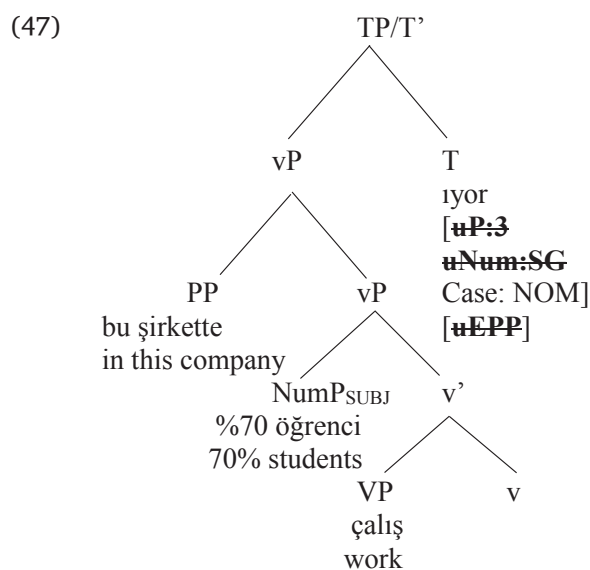 (47)
TP/T’
vP T
ıyor
[uP:3
uNum:SG
PP vP Case: NOM]
bu şirkette [uEPP]
in this company
NumPSUBJ v’
%70 öğrenci
70% students
VP v
çalış
work